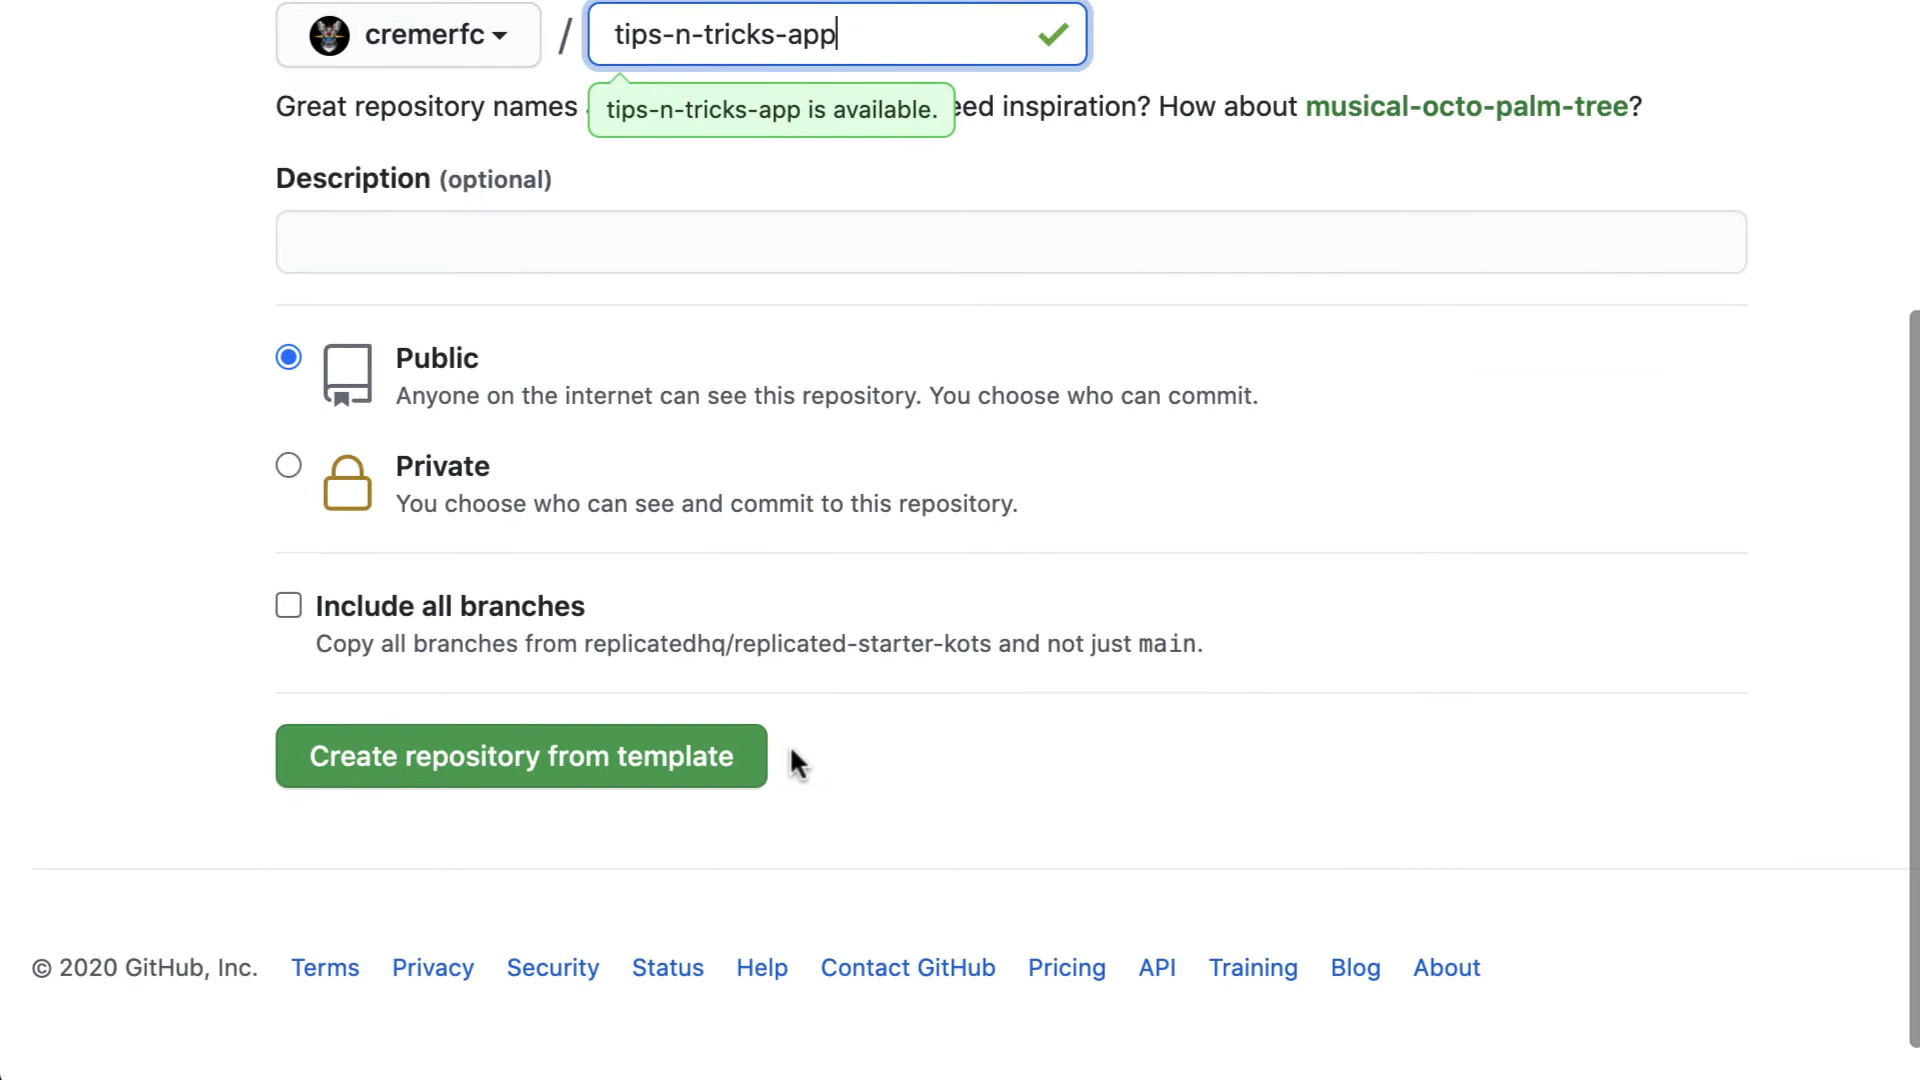 cremerfc / tips-n-tricks-app
Great repository names eed inspiration? How about musical-octo-palm-tree?
tips-n-tricks-app is available.
Description (optional)
Public
Anyone on the internet can see this repository. You choose who can commit.
Private
You choose who can see and commit to this repository.
Include all branches
Copy all branches from replicatedhq/replicated-starter-kots and not just main.
Create repository from template
© 2020 GitHub, Inc. Terms Privacy Security Status Help Contact GitHub Pricing API Training Blog About